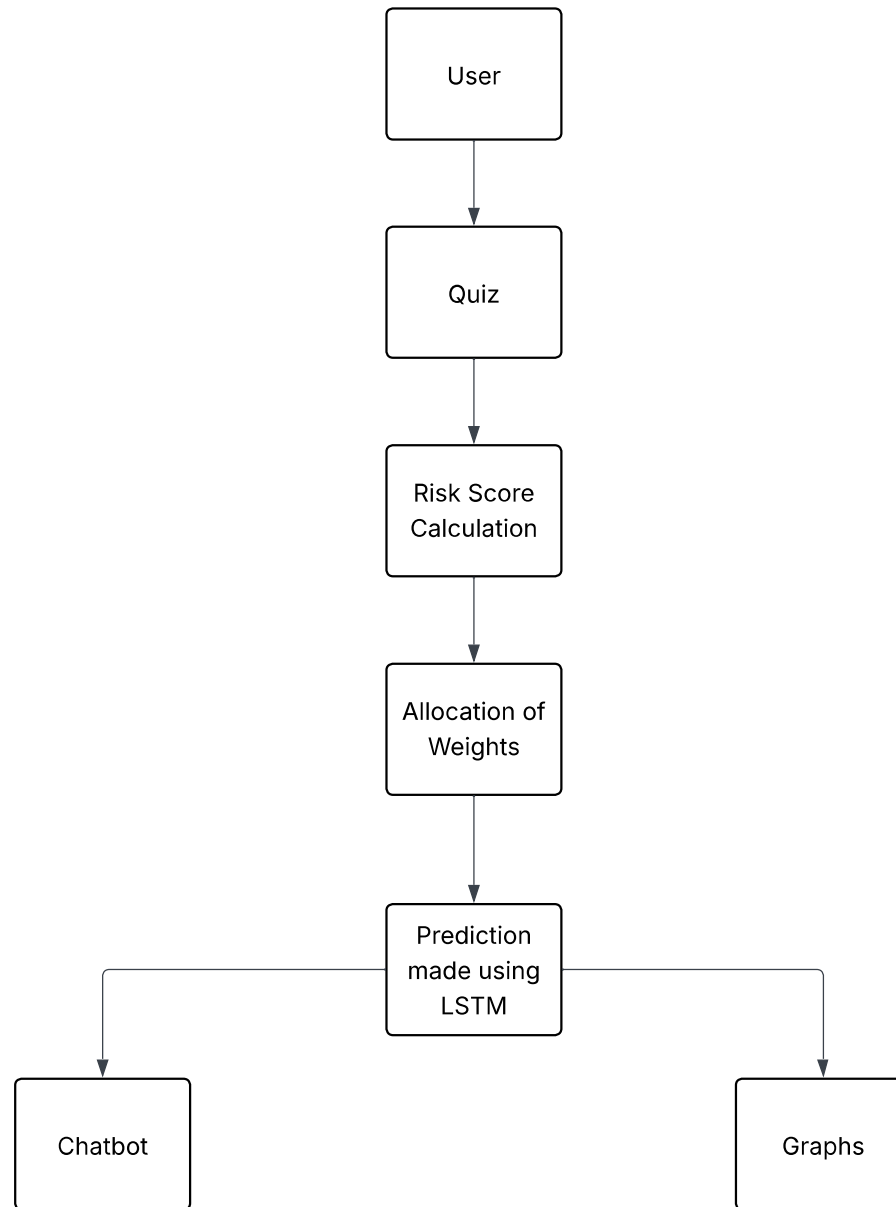 User
Quiz
Risk Score
Calculation
Allocation of
Weights
Prediction
made using
LSTM
Chatbot
Graphs